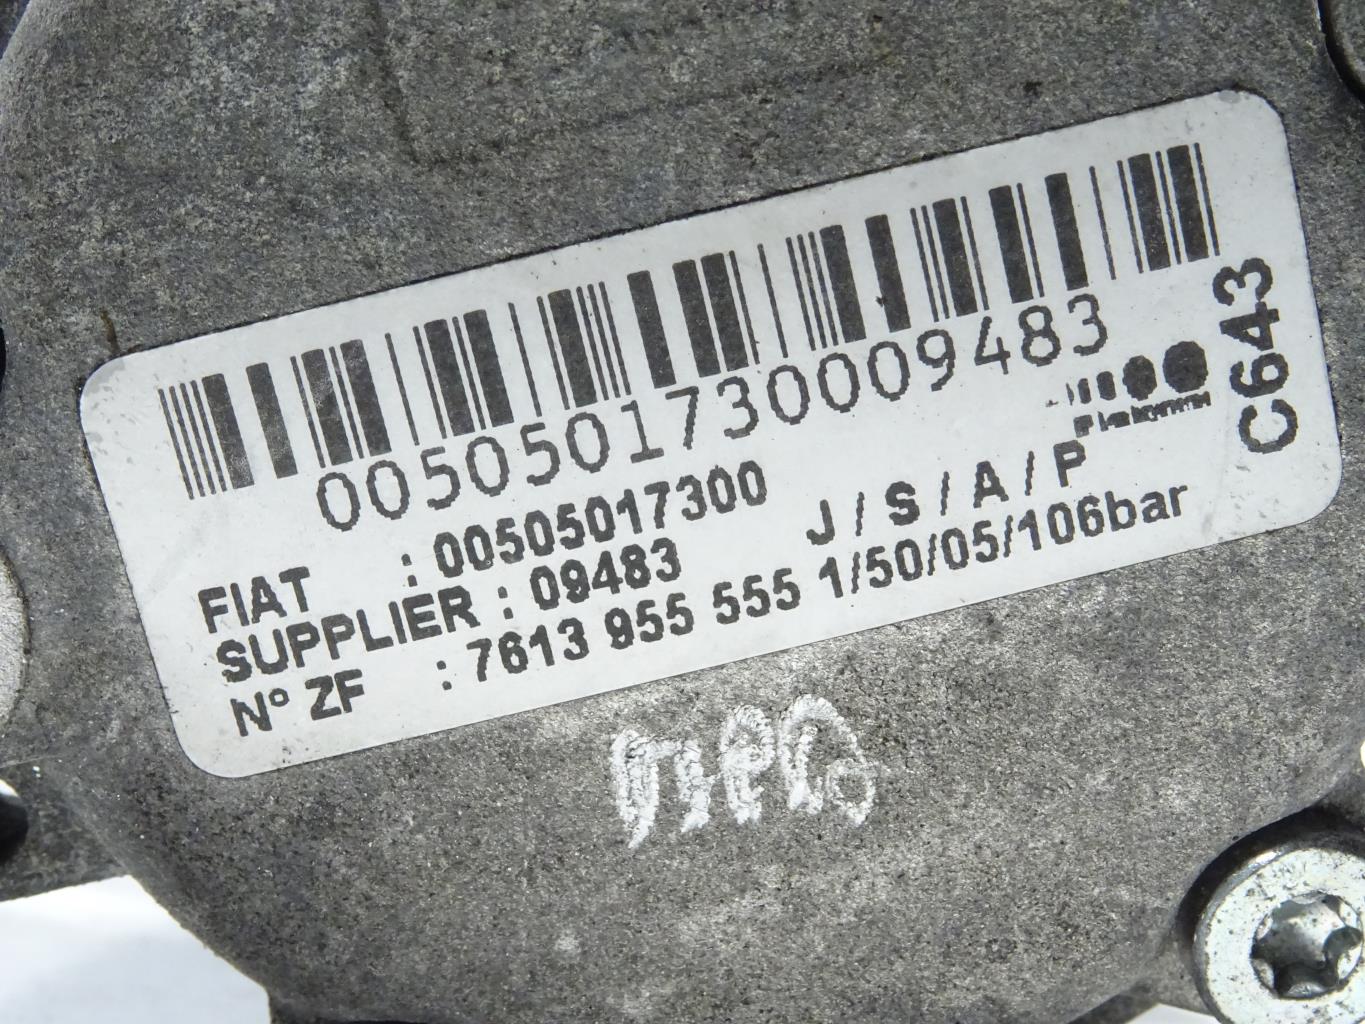 00505017300009483
C643
FIAT : 00505017300
SUPPLIER : 09483 J / S / A / P
N° ZF : 7613 955 555 1/50/05/106bar